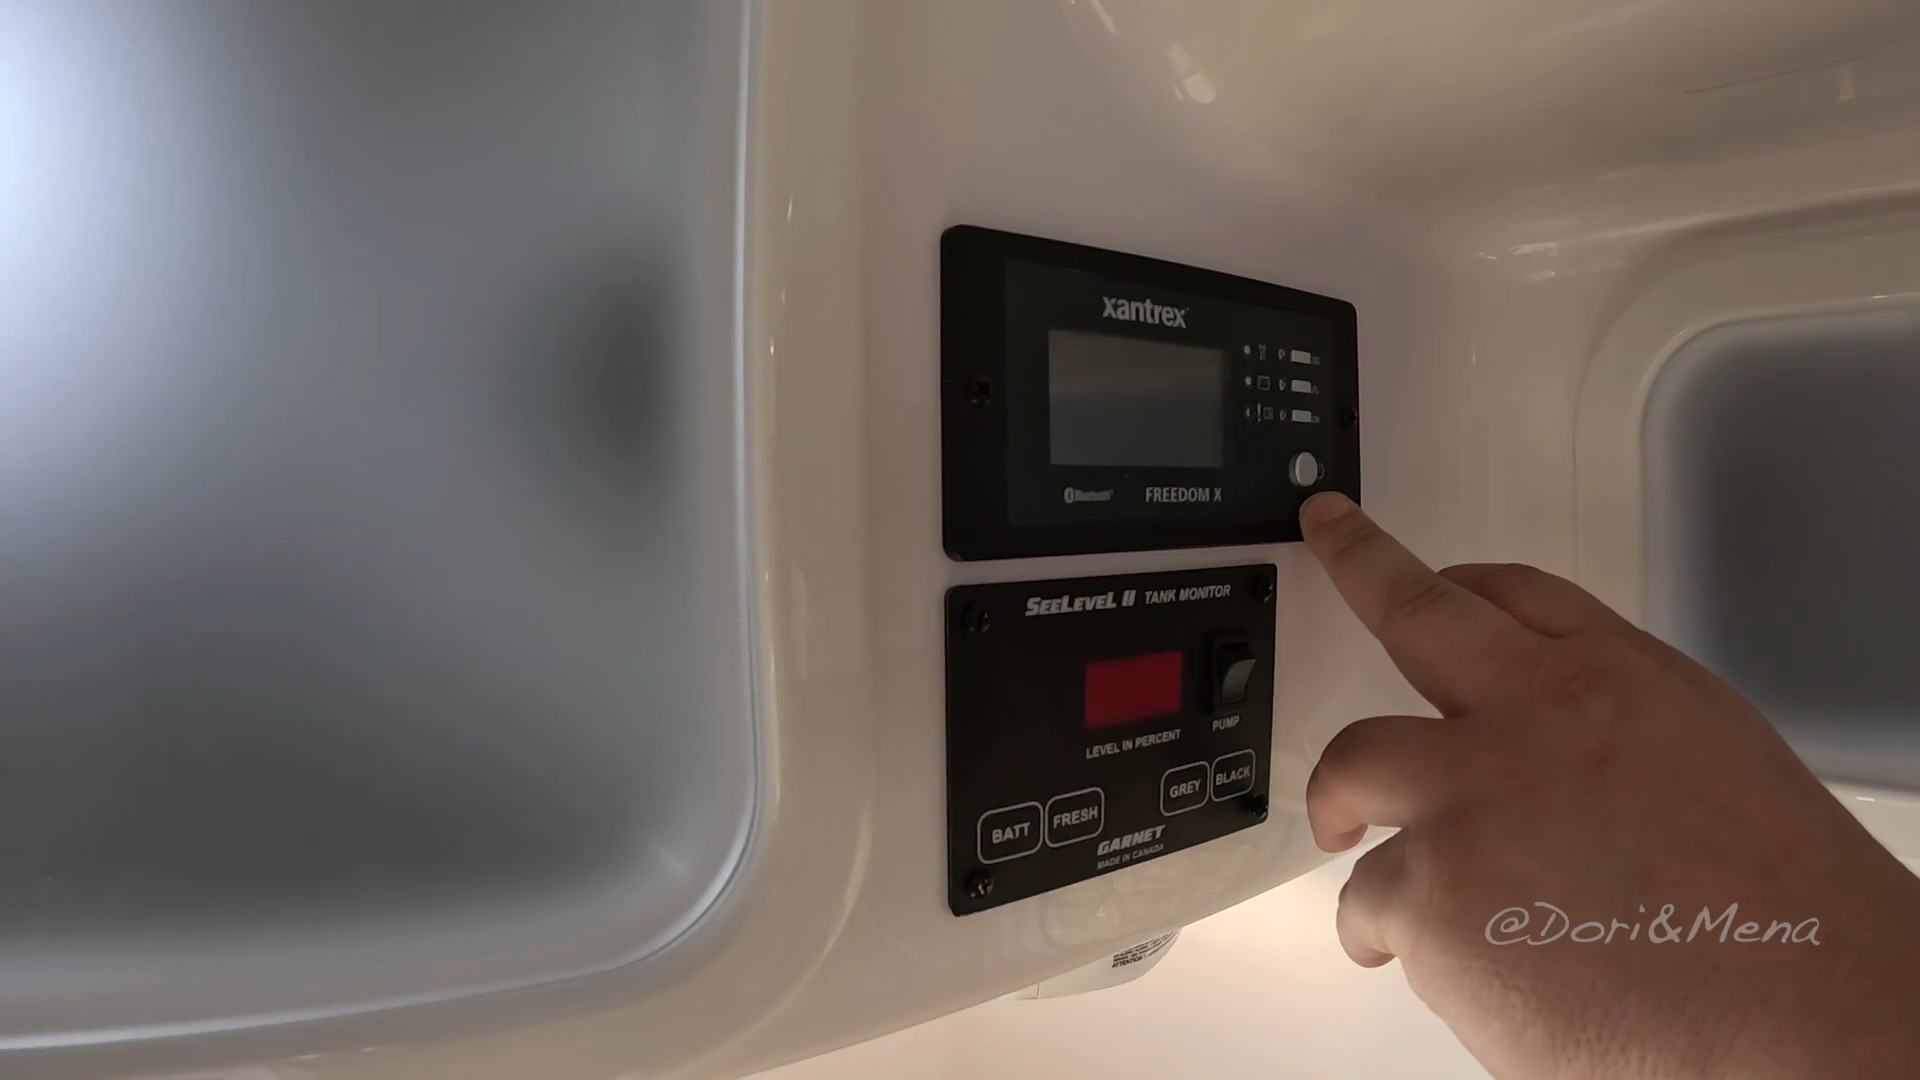 xantrex
Bluetooth
FREEDOM X
SEELEVEL II TANK MONITOR
PUMP
LEVEL IN PERCENT
BATT
FRESH
GREY
BLACK
GARNET
MADE IN CANADA
ATTENTION
@Dori&Mena